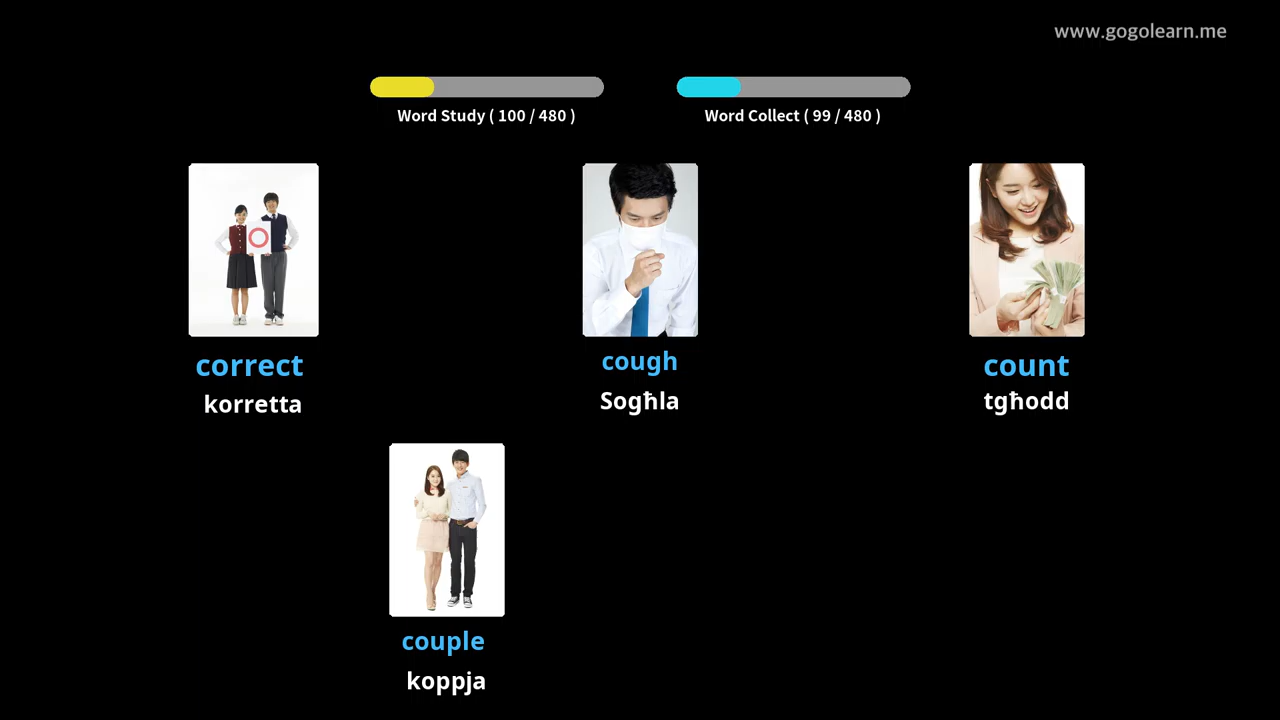 www.gogolearn.me
Word Study ( 100 / 480 )
Word Collect ( 99 / 480 )
correct
korretta
cough
Sogħla
count
tgħodd
couple
koppja